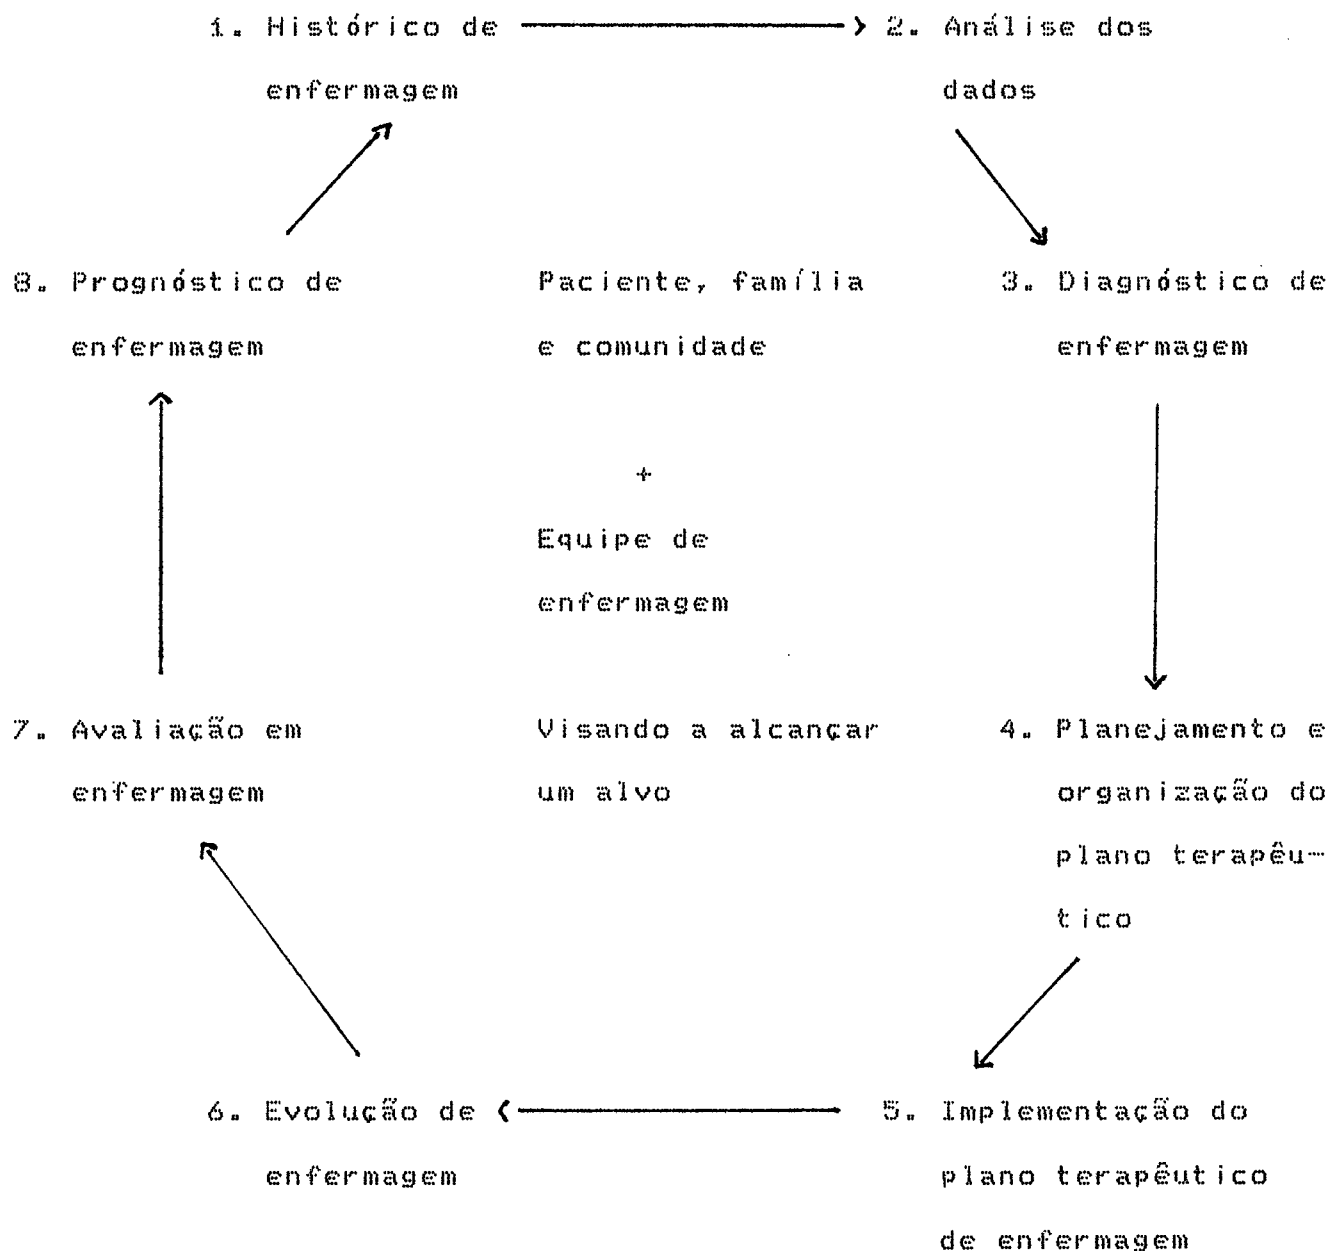 1. Histórico de
enfermagem
2. Análise dos
dados
3. Diagnóstico de
enfermagem
4. Planejamento e
organização do
plano terapêu-
tico
5. Implementação do
plano terapêutico
de enfermagem
6. Evolução de
enfermagem
7. Avaliação em
enfermagem
8. Prognóstico de
enfermagem
Paciente, família
e comunidade
+
Equipe de
enfermagem
Visando a alcançar
um alvo